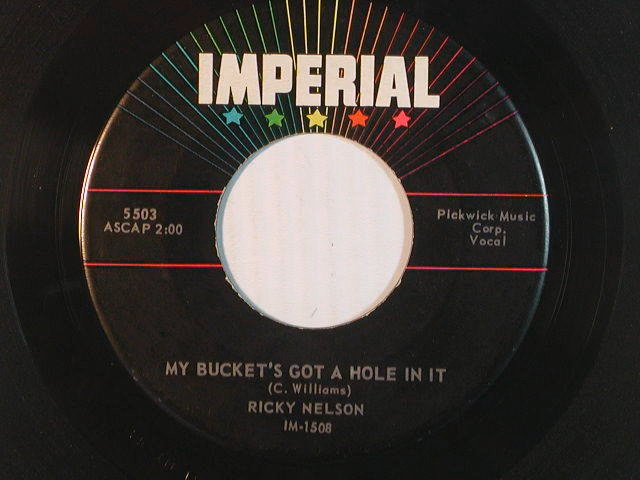 IMPERIAL
5503
ASCAP 2:00
Pickwick Music
Corp.
Vocal
MY BUCKET'S GOT A HOLE IN IT
(C. Williams)
RICKY NELSON
IM-1508